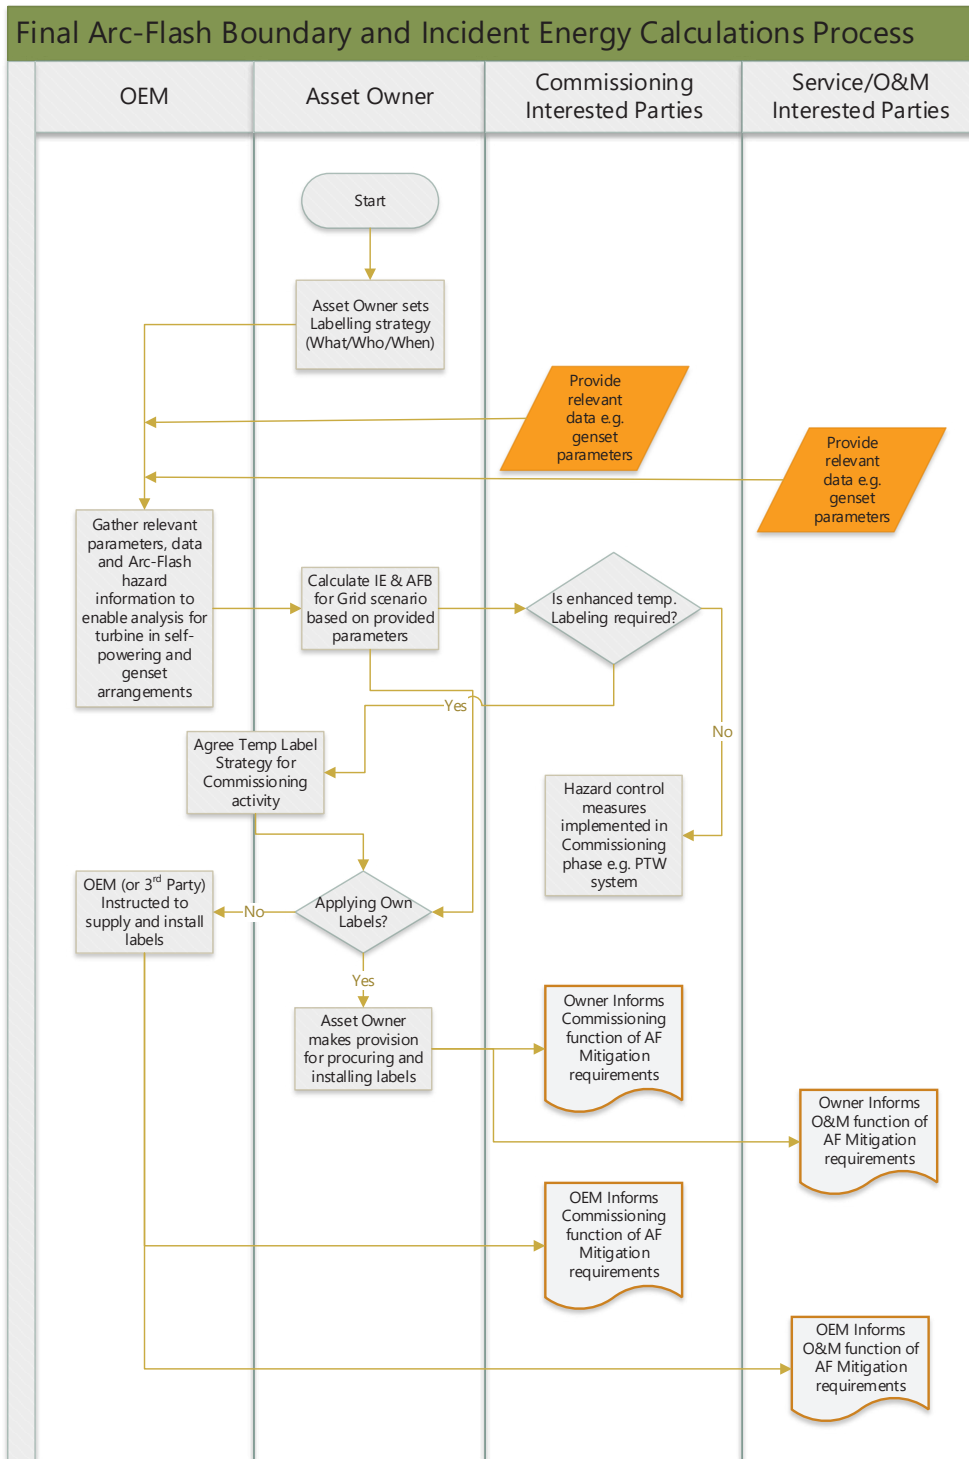 Final Arc-Flash Boundary and Incident Energy Calculations Process
OEM
Asset Owner
Commissioning
Interested Parties
Service/O&M
Interested Parties
Start
Asset Owner sets
Labelling strategy
(What/Who/When)
Provide
relevant
data e.g.
genset
parameters
Provide
relevant
data e.g.
genset
parameters
Gather relevant
parameters, data
and Arc-Flash
hazard
information to
enable analysis for
turbine in self-
powering and
genset
arrangements
Calculate IE & AFB
for Grid scenario
based on provided
parameters
Is enhanced temp.
Labeling required?
Yes
No
Agree Temp Label
Strategy for
Commissioning
activity
Hazard control
measures
implemented in
Commissioning
phase e.g. PTW
system
OEM (or 3rd Party)
Instructed to
supply and install
labels
No
Applying Own
Labels?
Yes
Asset Owner
makes provision
for procuring and
installing labels
Owner Informs
Commissioning
function of AF
Mitigation
requirements
Owner Informs
O&M function of
AF Mitigation
requirements
OEM Informs
Commissioning
function of AF
Mitigation
requirements
OEM Informs
O&M function of
AF Mitigation
requirements